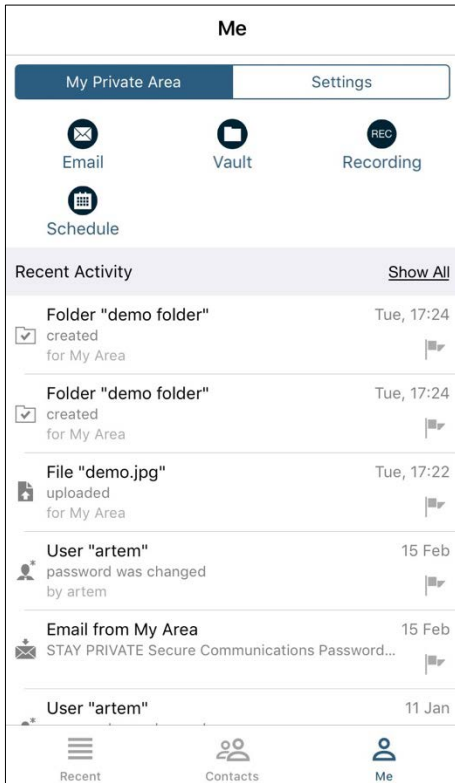 Me
My Private Area
Settings
REC
Email
Vault
Recording
Schedule
Recent Activity
Show All
Folder "demo folder"
Tue, 17:24
created
for My Area
Folder "demo folder"
Tue, 17:24
created
for My Area
File "demo.jpg"
Tue, 17:22
uploaded
for My Area
User "artem"
15 Feb
password was changed
by artem
Email from My Area
15 Feb
STAY PRIVATE Secure Communications Password...
User "artem"
11 Jan
Recent
Contacts
Me